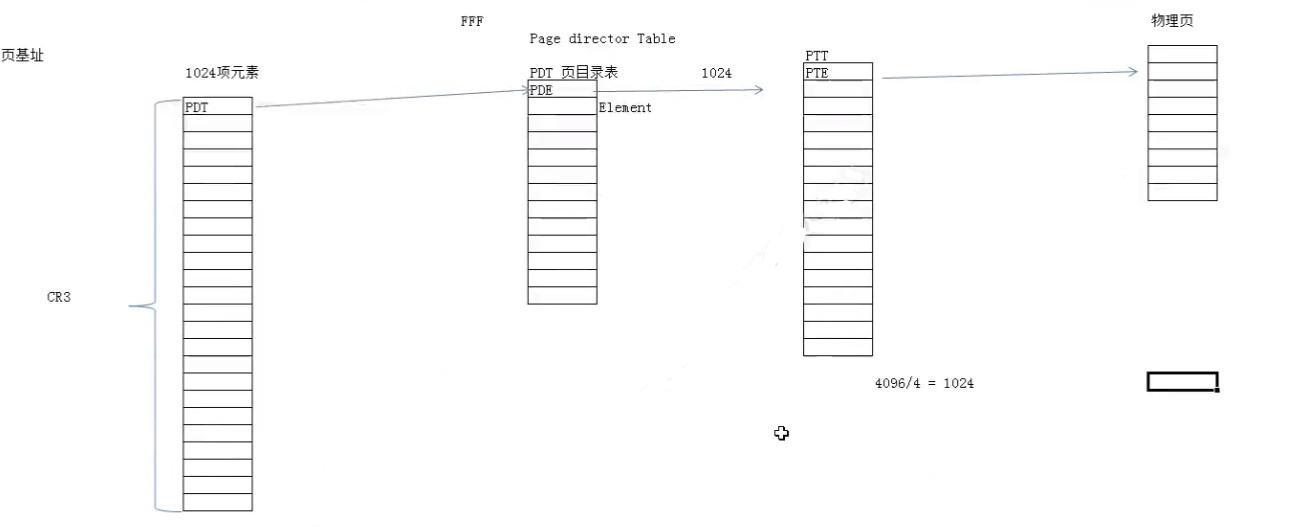 FFF
物理页
Page director Table
页基址
PTT
1024项元素
PDT 页目录表
1024
PTE
PDE
PDT
Element
CR3
4096/4 = 1024